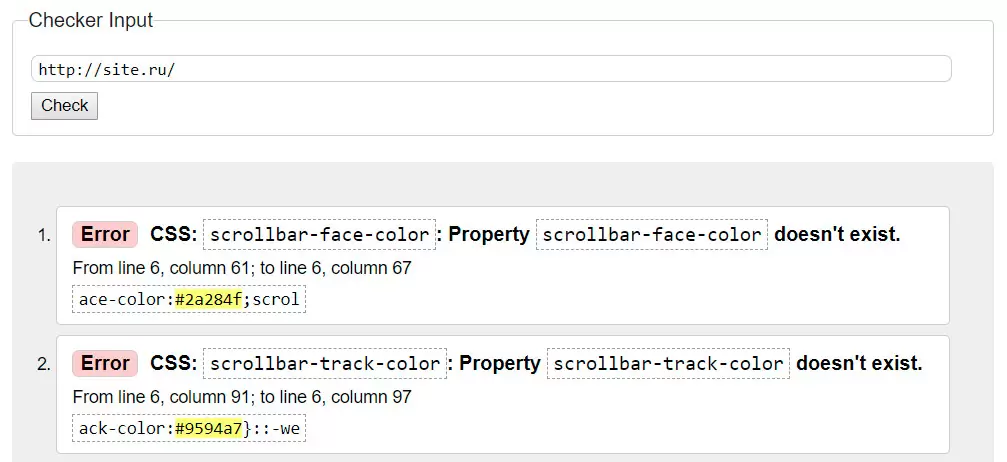 Checker Input
http://site.ru/
Check
1. Error CSS: scrollbar-face-color: Property scrollbar-face-color doesn't exist.
From line 6, column 61; to line 6, column 67
ace-color:#2a284f;scrol
2. Error CSS: scrollbar-track-color: Property scrollbar-track-color doesn't exist.
From line 6, column 91; to line 6, column 97
ack-color:#9594a7}::-we